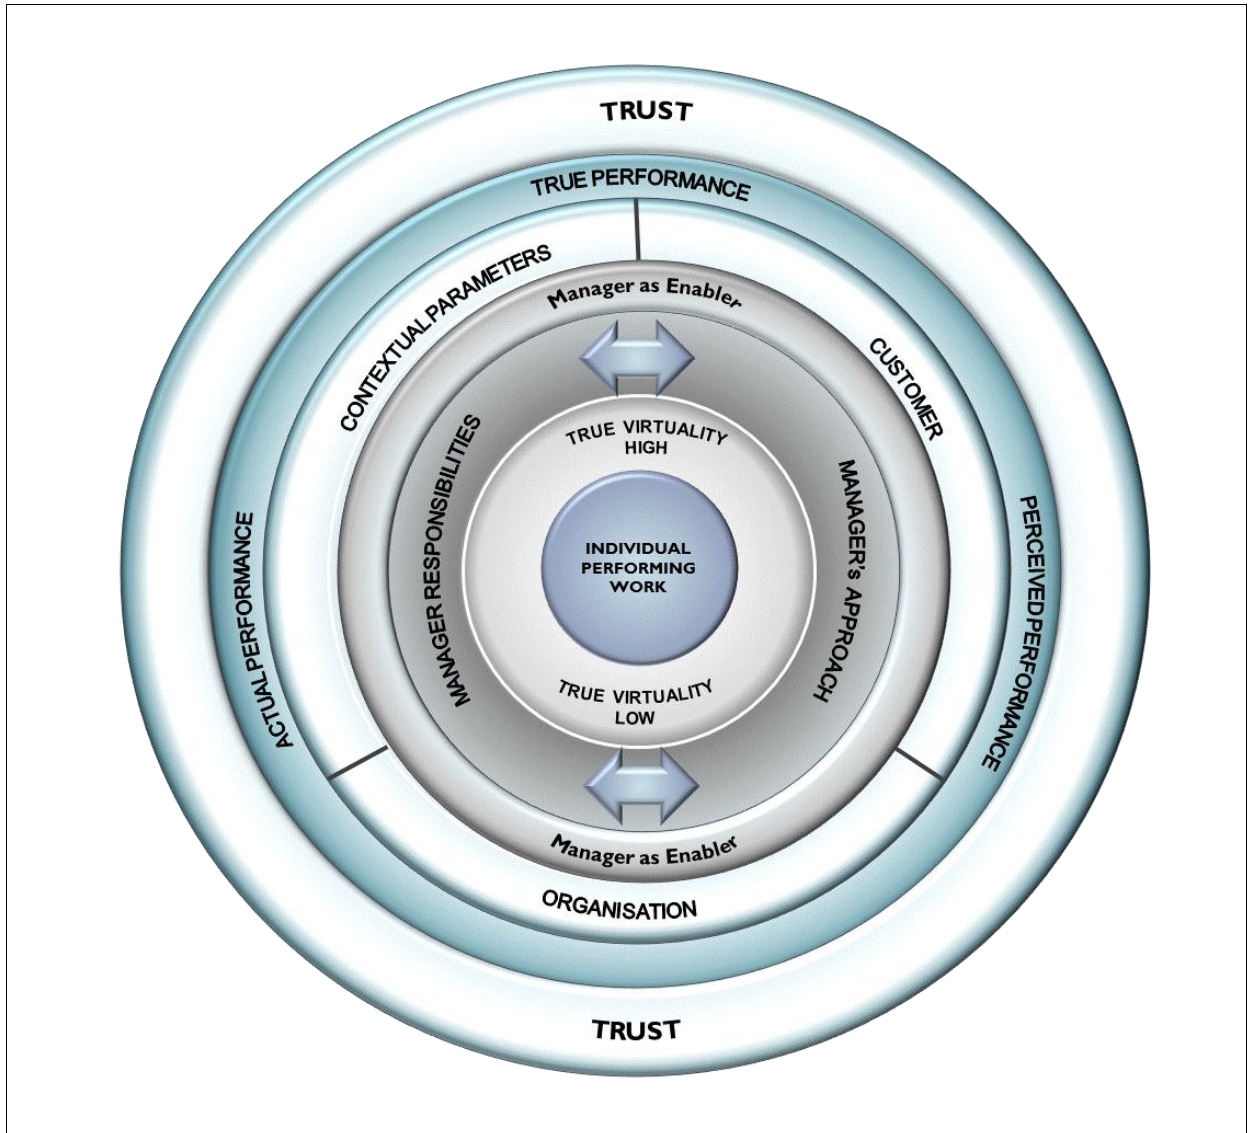 TRUST
TRUE PERFORMANCE
CONTEXTUAL PARAMETERS
Manager as Enabler
CUSTOMER
MANAGER RESPONSIBILITIES
TRUE VIRTUALITY
HIGH
MANAGER's APPROACH
ACTUAL PERFORMANCE
PERCEIVED PERFORMANCE
INDIVIDUAL
PERFORMING
WORK
TRUE VIRTUALITY
LOW
Manager as Enabler
ORGANISATION
TRUST